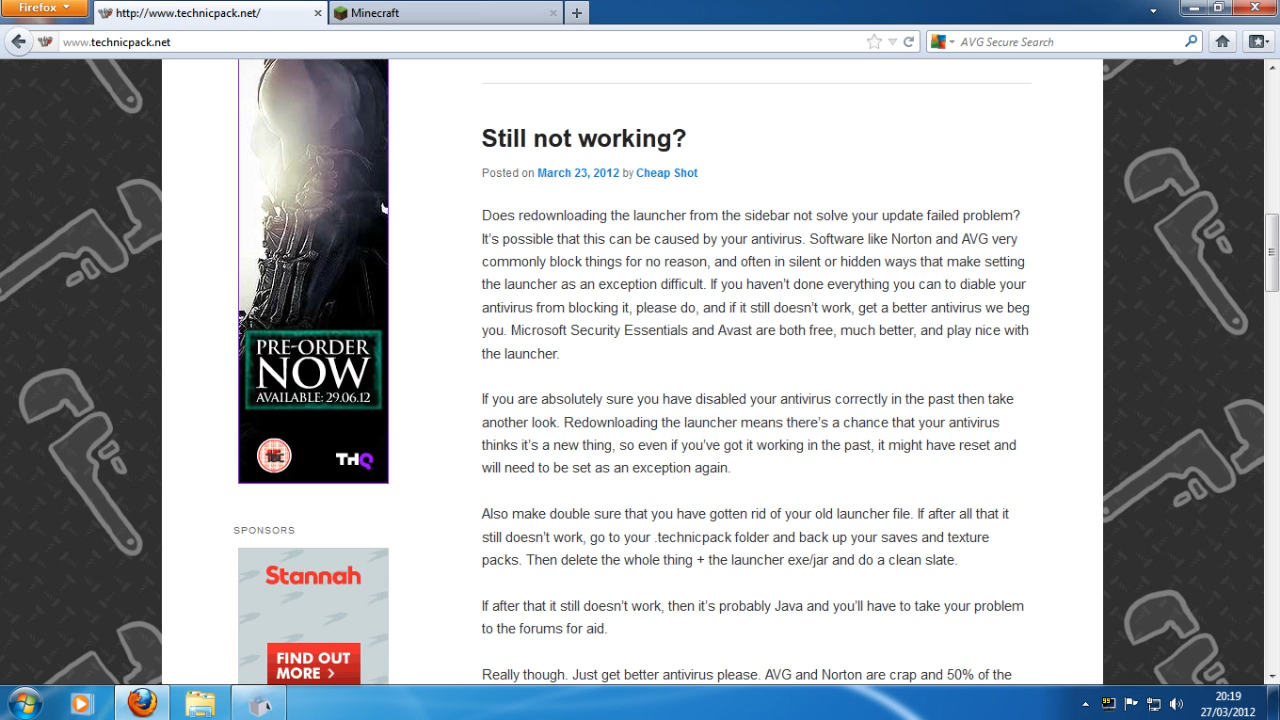 Firefox
http://www.technicpack.net/
Minecraft
www.technicpack.net
AVG Secure Search
Still not working?
Posted on March 23, 2012 by Cheap Shot
Does redownloading the launcher from the sidebar not solve your update failed problem?
It’s possible that this can be caused by your antivirus. Software like Norton and AVG very
commonly block things for no reason, and often in silent or hidden ways that make setting
the launcher as an exception difficult. If you haven’t done everything you can to diable your
antivirus from blocking it, please do, and if it still doesn’t work, get a better antivirus we beg
you. Microsoft Security Essentials and Avast are both free, much better, and play nice with
the launcher.
If you are absolutely sure you have disabled your antivirus correctly in the past then take
another look. Redownloading the launcher means there’s a chance that your antivirus
thinks it’s a new thing, so even if you’ve got it working in the past, it might have reset and
will need to be set as an exception again.
Also make double sure that you have gotten rid of your old launcher file. If after all that it
still doesn’t work, go to your .technicpack folder and back up your saves and texture
packs. Then delete the whole thing + the launcher exe/jar and do a clean slate.
If after that it still doesn’t work, then it’s probably Java and you’ll have to take your problem
to the forums for aid.
Really though. Just get better antivirus please. AVG and Norton are crap and 50% of the
PRE-ORDER
NOW
AVAILABLE: 29.06.12
THQ
SPONSORS
Stannah
FIND OUT
MORE >
20:19
27/03/2012